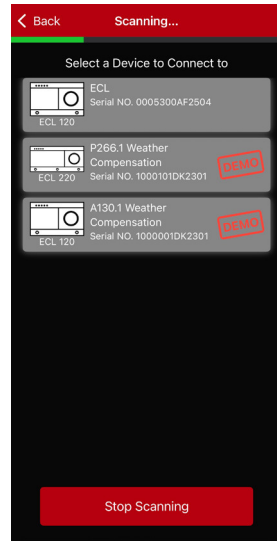 Back
Scanning...
Select a Device to Connect to
ECL
Serial NO. 0005300AF2504
ECL 120
P266.1 Weather
Compensation
Serial NO. 1000101DK2301
DEMO
ECL 220
A130.1 Weather
Compensation
Serial NO. 1000001DK2301
DEMO
ECL 120
Stop Scanning